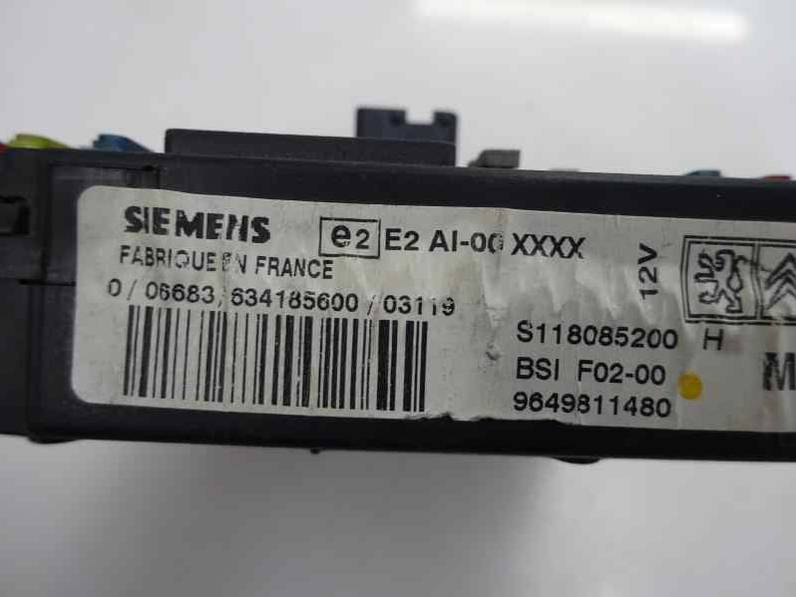 SIEMENS e2 E2 AI-00 XXXX
FABRIQUE EN FRANCE
12V
0 / 06683 / 634185600 / 03119
S118085200 H
BSI F02-00
9649811480
M